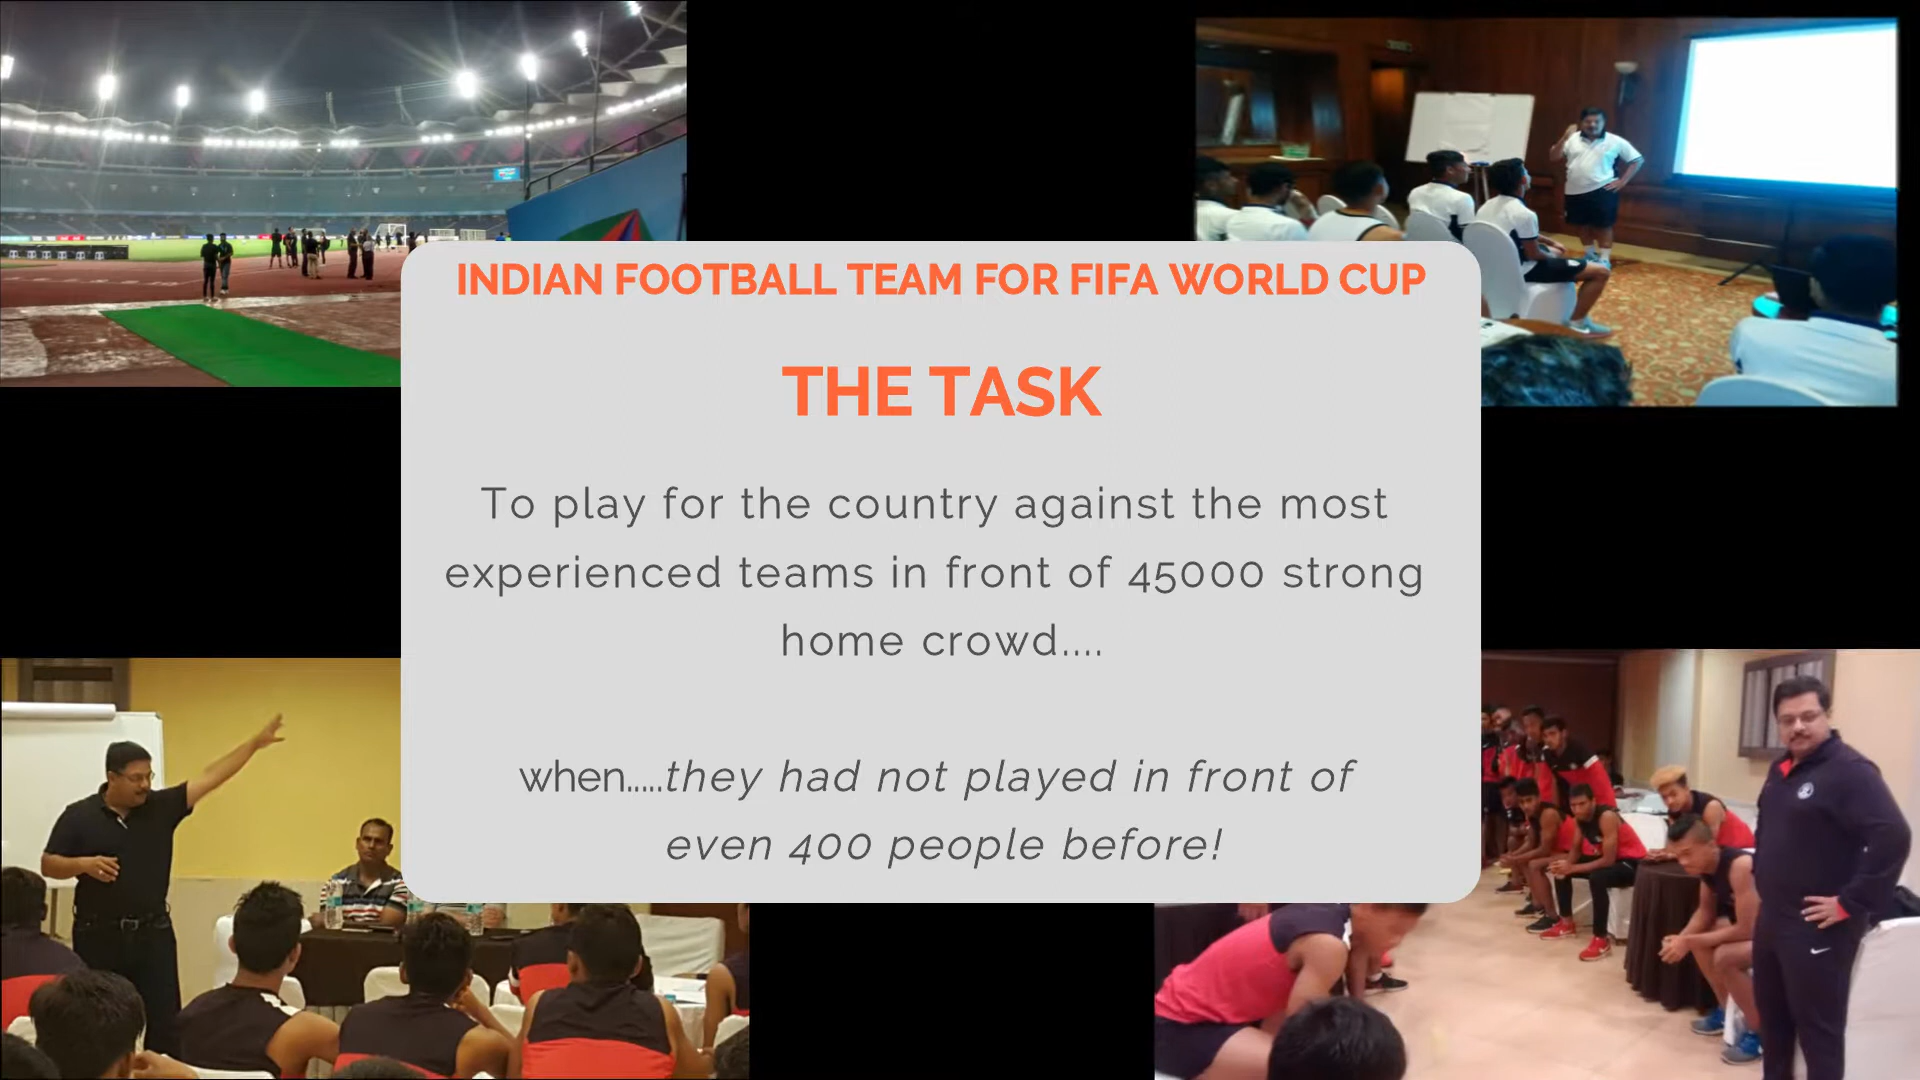 INDIAN FOOTBALL TEAM FOR FIFA WORLD CUP
THE TASK
To play for the country against the most
experienced teams in front of 45000 strong
home crowd....
when.....they had not played in front of
even 400 people before!